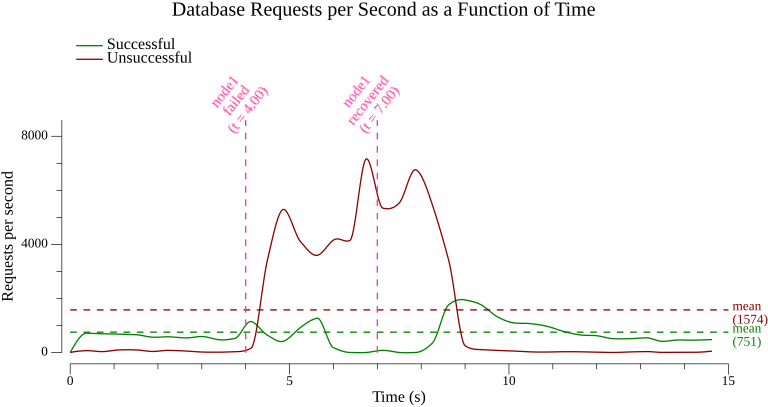 Database Requests per Second as a Function of Time
Successful
Unsuccessful
node1
failed
(t = 4.00)
node1
recovered
(t = 7.00)
8000
4000
0
Requests per second
mean
(1574)
mean
(751)
0
5
10
15
Time (s)